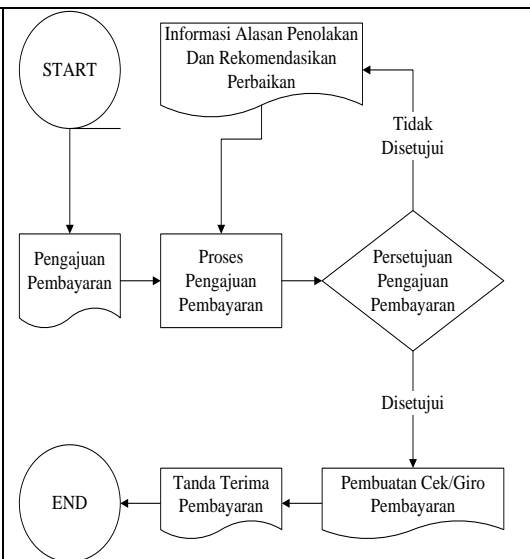 START
Informasi Alasan Penolakan
Dan Rekomendasikan
Perbaikan
Tidak
Disetujui
Pengajuan
Pembayaran
Proses
Pengajuan
Pembayaran
Persetujuan
Pengajuan
Pembayaran
Disetujui
END
Tanda Terima
Pembayaran
Pembuatan Cek/Giro
Pembayaran